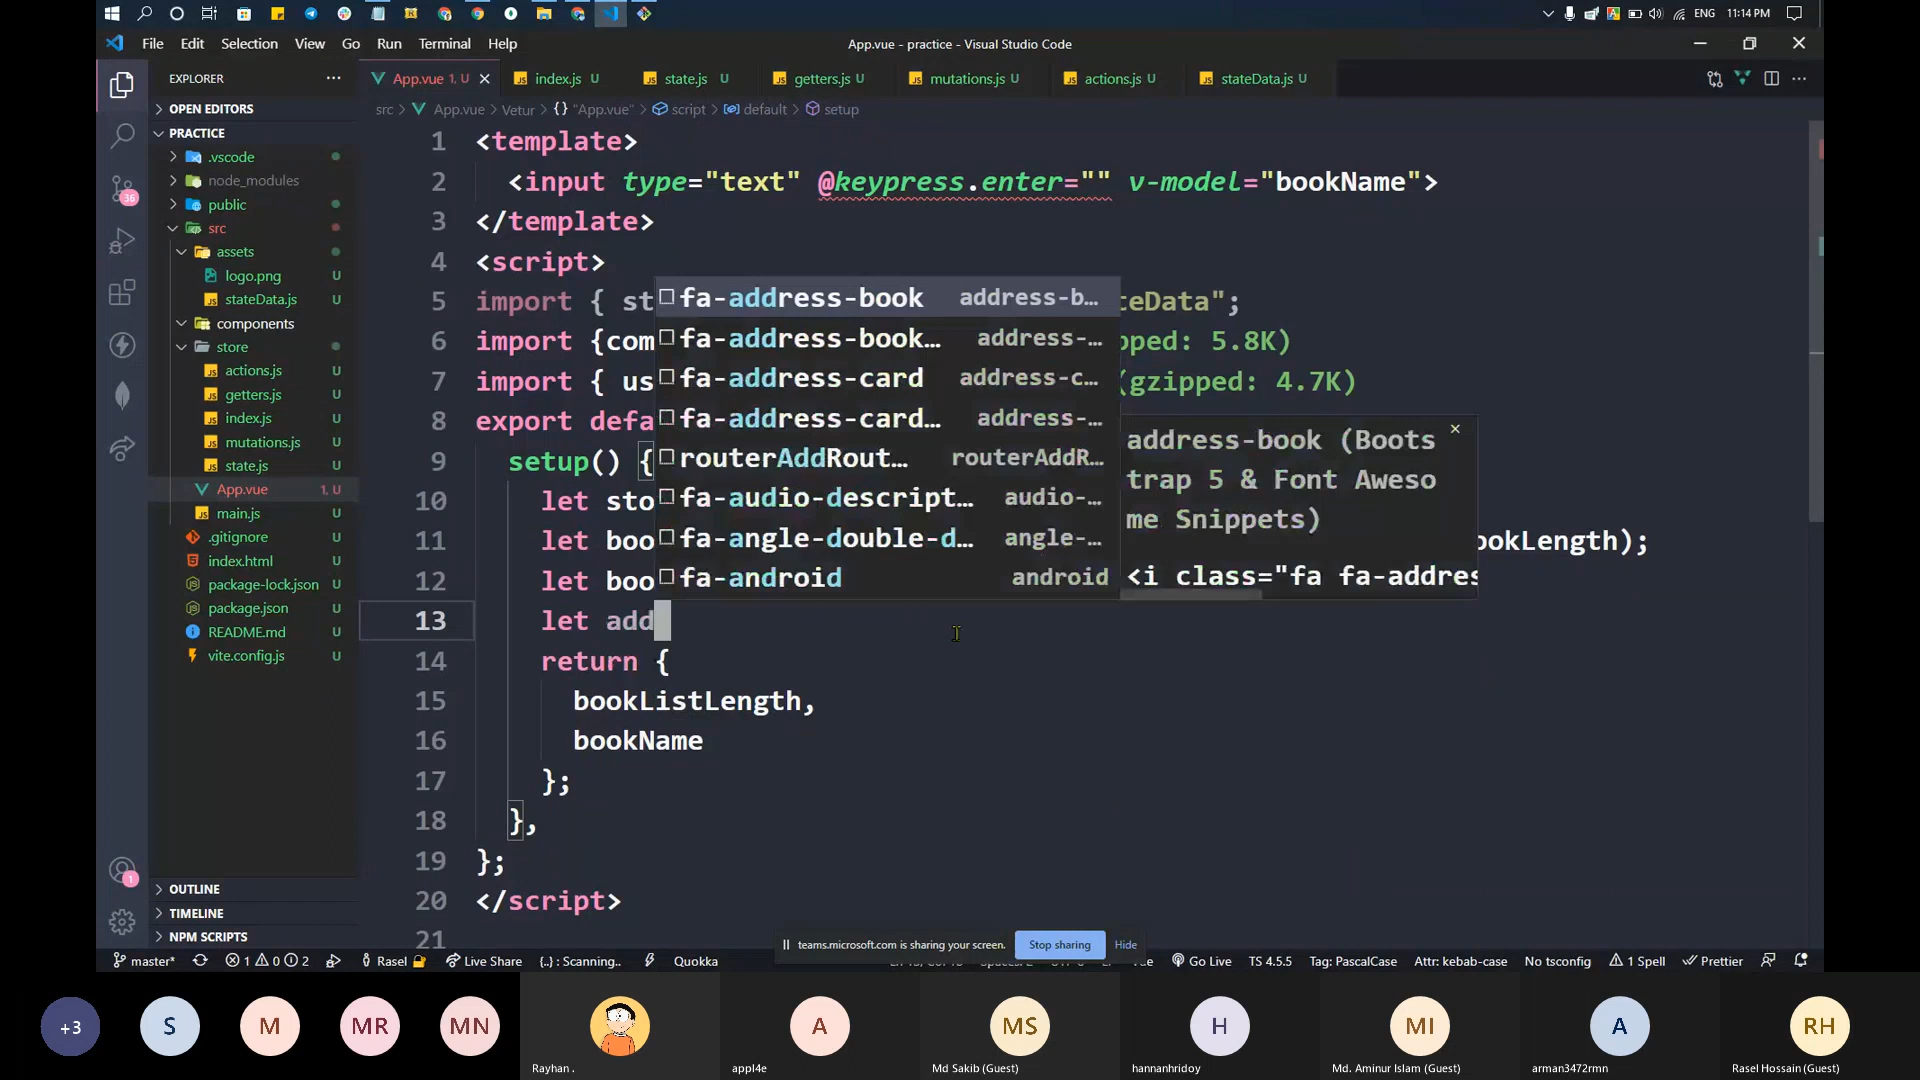 ENG 11:14 PM
File Edit Selection View Go Run Terminal Help
App.vue - practice - Visual Studio Code
EXPLORER
App.vue 1, U
index.js U
state.js U
getters.js U
mutations.js U
actions.js U
stateData.js U
src > App.vue > Vetur > {} "App.vue" > script > default > setup
OPEN EDITORS
PRACTICE
.vscode
node_modules
public
src
assets
logo.png U
stateData.js U
components
store
actions.js U
getters.js U
index.js U
mutations.js U
state.js U
App.vue 1, U
main.js U
.gitignore U
index.html U
package-lock.json U
package.json U
README.md U
vite.config.js U
OUTLINE
TIMELINE
NPM SCRIPTS
36
1
1 <template>
2 <input type="text" @keypress.enter="" v-model="bookName">
3 </template>
4 <script>
5 import { st teData";
6 import {com pped: 5.8K)
7 import { us (gzipped: 4.7K)
8 export defa
9 setup() {
10 let sto
11 let boo ookLength);
12 let boo
13 let add
14 return {
15 bookListLength,
16 bookName
17 };
18 },
19 };
20 </script>
21
fa-address-book address-b…
fa-address-book… address-…
fa-address-card address-c…
fa-address-card… address-…
routerAddRout… routerAddR…
fa-audio-descript… audio-…
fa-angle-double-d… angle-…
fa-android android
address-book (Boots
trap 5 & Font Aweso
me Snippets)
<i class="fa fa-addres
teams.microsoft.com is sharing your screen. Stop sharing Hide
master* 1 0 2 Rasel Live Share {..} : Scanning.. Quokka Go Live TS 4.5.5 Tag: PascalCase Attr: kebab-case No tsconfig 1 Spell Prettier
+3 S M MR MN A MS H MI A RH
Rayhan . appl4e Md Sakib (Guest) hannanhridoy Md. Aminur Islam (Guest) arman3472rmn Rasel Hossain (Guest)